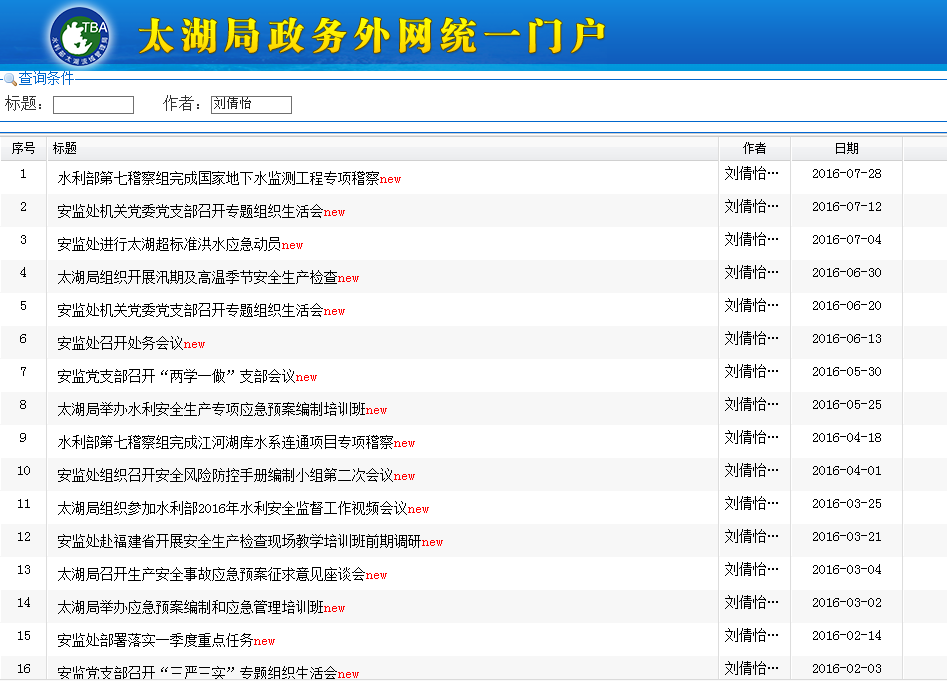 TBA
水利部太湖流域管理局
太湖局政务外网统一门户
查询条件
标题: 作者: 刘倩怡
序号 标题 作者 日期
1 水利部第七稽察组完成国家地下水监测工程专项稽察new 刘倩怡… 2016-07-28
2 安监处机关党委党支部召开专题组织生活会new 刘倩怡… 2016-07-12
3 安监处进行太湖超标准洪水应急动员new 刘倩怡… 2016-07-04
4 太湖局组织开展汛期及高温季节安全生产检查new 刘倩怡… 2016-06-30
5 安监处机关党委党支部召开专题组织生活会new 刘倩怡… 2016-06-20
6 安监处召开处务会议new 刘倩怡… 2016-06-13
7 安监党支部召开“两学一做”支部会议new 刘倩怡… 2016-05-30
8 太湖局举办水利安全生产专项应急预案编制培训班new 刘倩怡… 2016-05-25
9 水利部第七稽察组完成江河湖库水系连通项目专项稽察new 刘倩怡… 2016-04-18
10 安监处组织召开安全风险防控手册编制小组第二次会议new 刘倩怡… 2016-04-01
11 太湖局组织参加水利部2016年水利安全监督工作视频会议new 刘倩怡… 2016-03-25
12 安监处赴福建省开展安全生产检查现场教学培训班前期调研new 刘倩怡… 2016-03-21
13 太湖局召开生产安全事故应急预案征求意见座谈会new 刘倩怡… 2016-03-04
14 太湖局举办应急预案编制和应急管理培训班new 刘倩怡… 2016-03-02
15 安监处部署落实一季度重点任务new 刘倩怡… 2016-02-14
16 安监党支部召开“三严三实”专题组织生活会new 刘倩怡… 2016-02-03